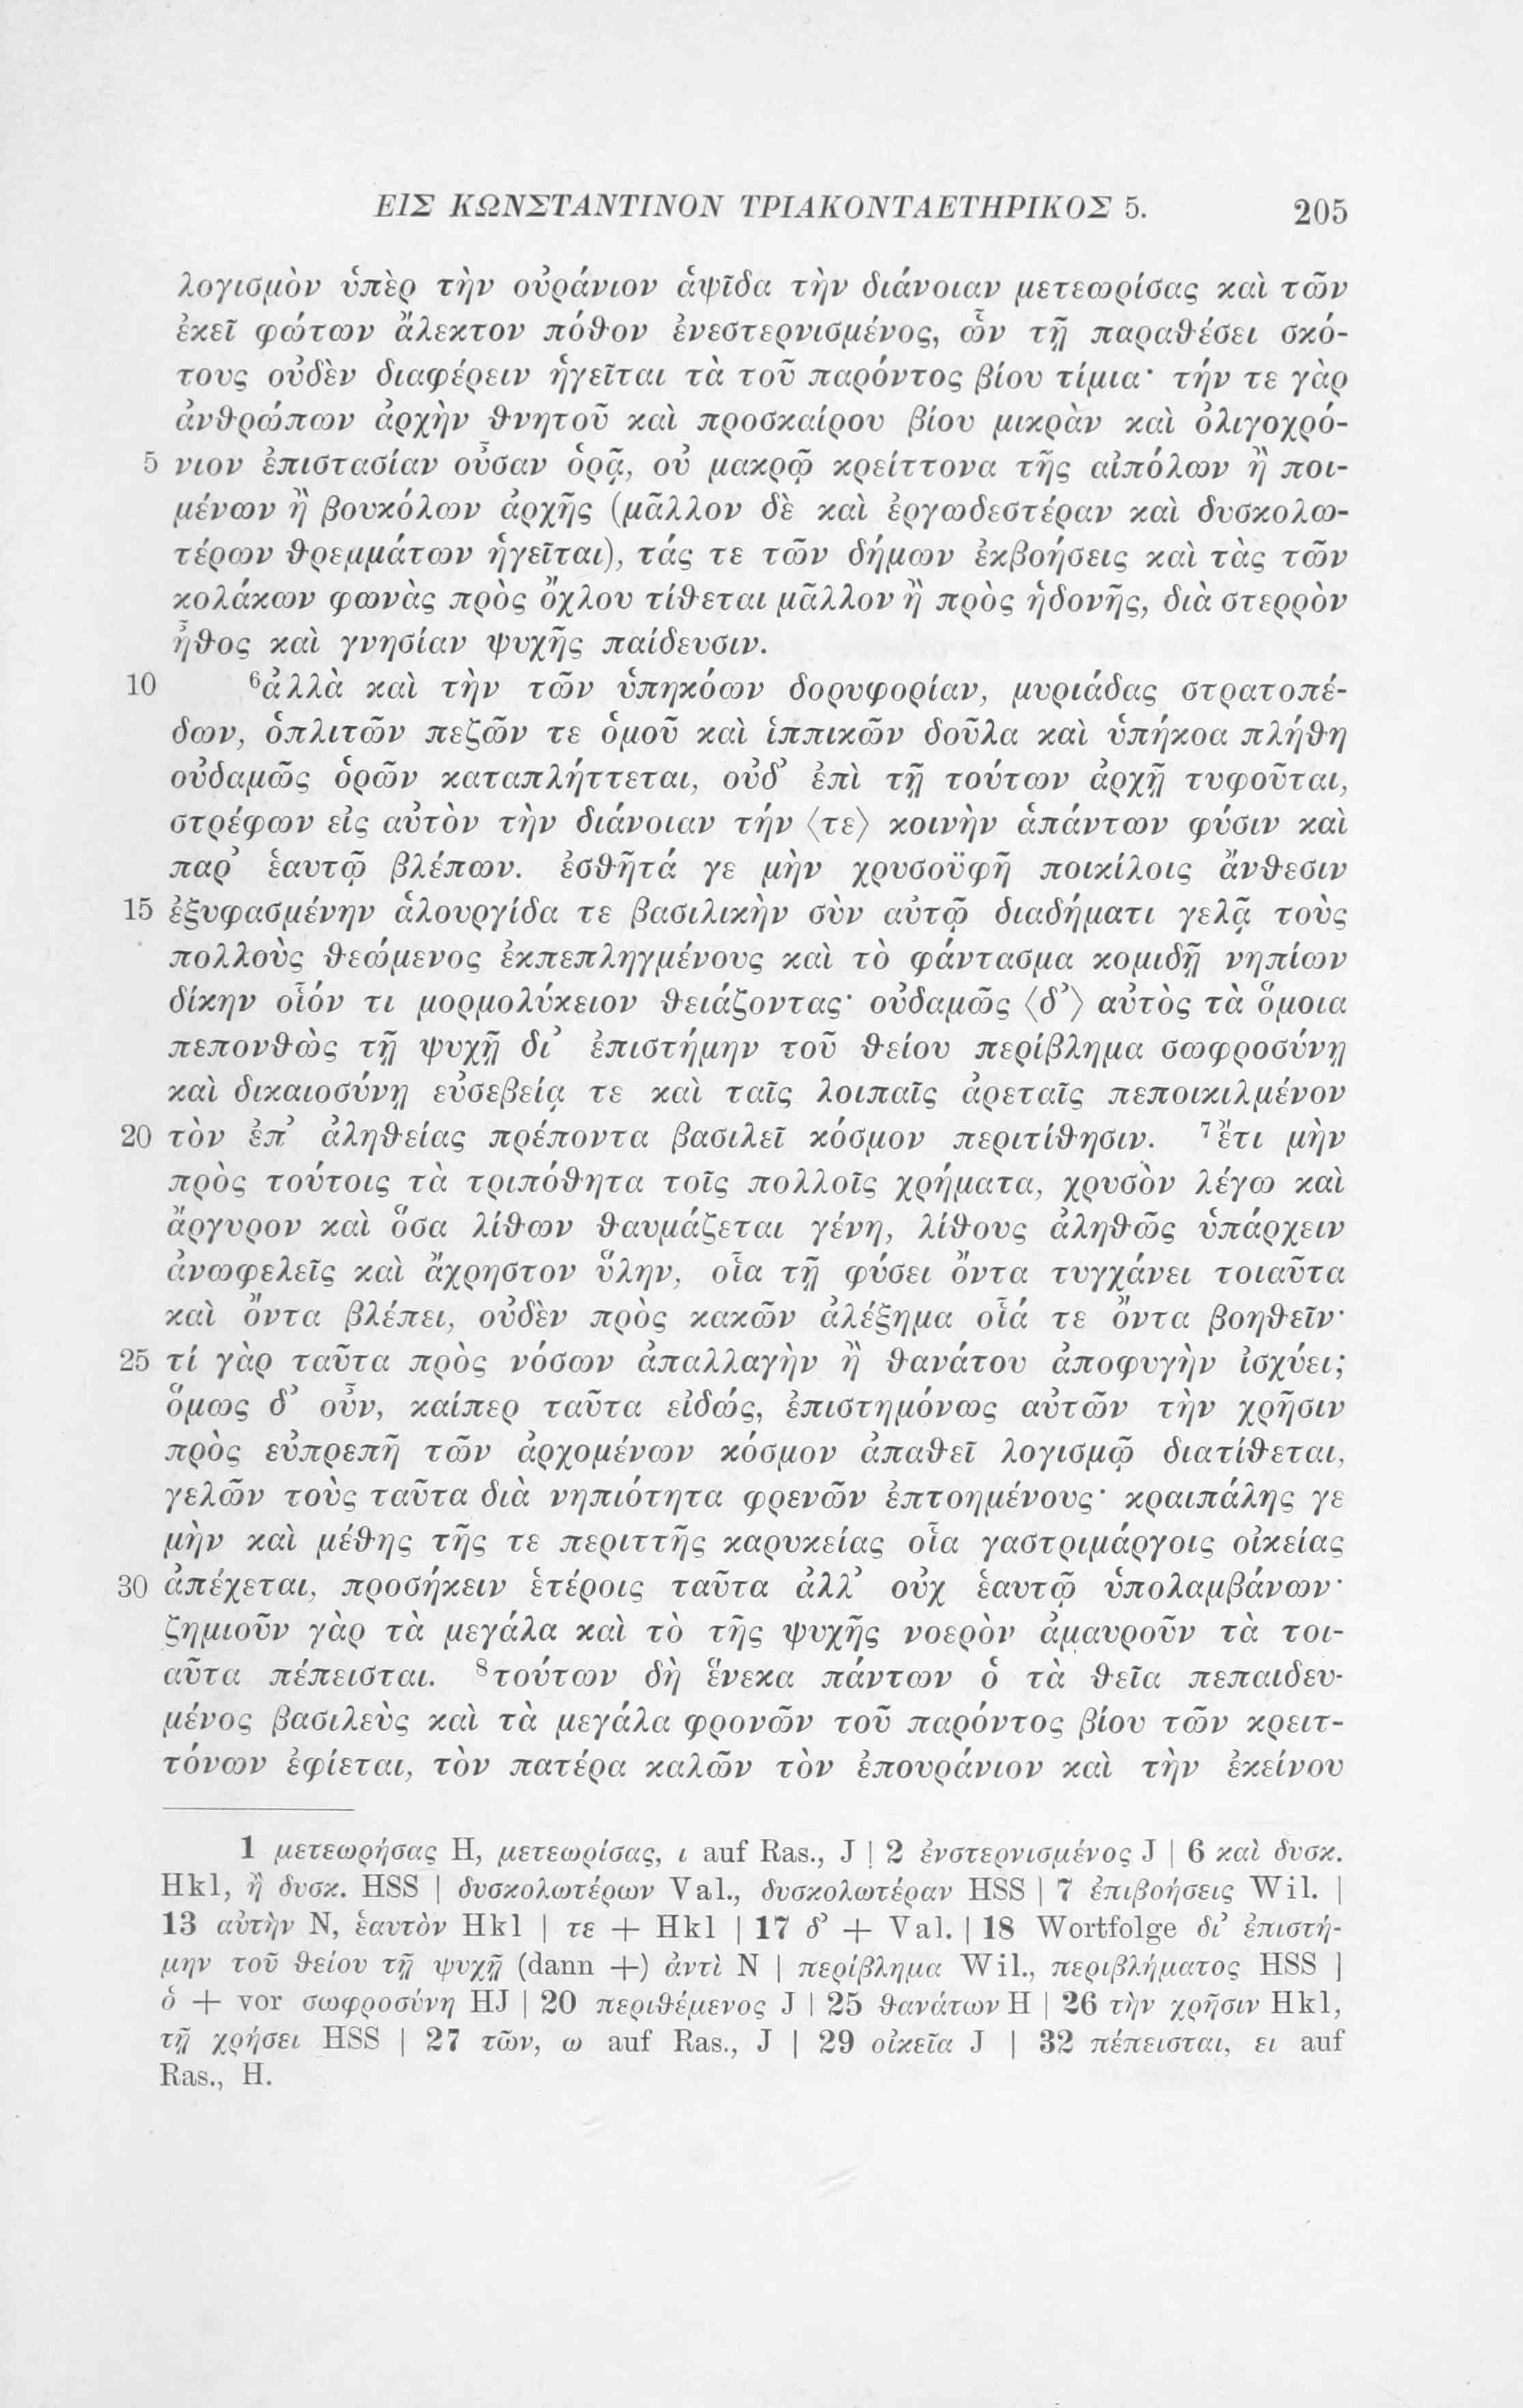 ΕΙΣ ΚΩΝΣΤΑΝΤΙΝΟΝ ΤΡΙΑΚΟΝΤΑΕΤΗΡΙΚΟΣ 5. 205
λογισμὸν ὑπὲρ τὴν οὐράνιον ἁψῖδα τὴν διάνοιαν μετεωρίσας καὶ τῶν
ἐκεῖ φώτων ἄλεκτον πόθον ἐνεστερνισμένος, ὧν τῇ παραθέσει σκό-
τους οὐδὲν διαφέρειν ἡγεῖται τὰ τοῦ παρόντος βίου τίμια· τήν τε γὰρ
ἀνθρώπων ἀρχὴν θνητοῦ καὶ προσκαίρου βίου μικρὰν καὶ ὀλιγοχρό-
5 νιον ἐπιστασίαν οὖσαν ὁρᾷ, οὐ μακρῷ κρείττονα τῆς αἰπόλων ἢ ποι-
μένων ἢ βουκόλων ἀρχῆς (μᾶλλον δὲ καὶ ἐργωδεστέραν καὶ δυσκολω-
τέρων θρεμμάτων ἡγεῖται), τάς τε τῶν δήμων ἐκβοήσεις καὶ τὰς τῶν
κολάκων φωνὰς πρὸς ὄχλου τίθεται μᾶλλον ἢ πρὸς ἡδονῆς, διὰ στερρὸν
ἦθος καὶ γνησίαν ψυχῆς παίδευσιν.
10 ⁶ἀλλὰ καὶ τὴν τῶν ὑπηκόων δορυφορίαν, μυριάδας στρατοπέ-
δων, ὁπλιτῶν πεζῶν τε ὁμοῦ καὶ ἱππικῶν δοῦλα καὶ ὑπήκοα πλήθη
οὐδαμῶς ὁρῶν καταπλήττεται, οὐδ’ ἐπὶ τῇ τούτων ἀρχῇ τυφοῦται,
στρέφων εἰς αὑτὸν τὴν διάνοιαν τήν ⟨τε⟩ κοινὴν ἁπάντων φύσιν καὶ
παρ’ ἑαυτῷ βλέπων. ἐσθῆτά γε μὴν χρυσοϋφῆ ποικίλοις ἄνθεσιν
15 ἐξυφασμένην ἁλουργίδα τε βασιλικὴν σὺν αὐτῷ διαδήματι γελᾷ τοὺς
πολλοὺς θεώμενος ἐκπεπληγμένους καὶ τὸ φάντασμα κομιδῇ νηπίων
δίκην οἷόν τι μορμολύκειον θειάζοντας· οὐδαμῶς ⟨δ’⟩ αὐτὸς τὰ ὅμοια
πεπονθὼς τῇ ψυχῇ δι’ ἐπιστήμην τοῦ θείου περίβλημα σωφροσύνῃ
καὶ δικαιοσύνῃ εὐσεβείᾳ τε καὶ ταῖς λοιπαῖς ἀρεταῖς πεποικιλμένον
20 τὸν ἐπ’ ἀληθείας πρέποντα βασιλεῖ κόσμον περιτίθησιν. ⁷ἔτι μὴν
πρὸς τούτοις τὰ τριπόθητα τοῖς πολλοῖς χρήματα, χρυσὸν λέγω καὶ
ἄργυρον καὶ ὅσα λίθων θαυμάζεται γένη, λίθους ἀληθῶς ὑπάρχειν
ἀνωφελεῖς καὶ ἄχρηστον ὕλην, οἷα τῇ φύσει ὄντα τυγχάνει τοιαῦτα
καὶ ὄντα βλέπει, οὐδὲν πρὸς κακῶν ἀλέξημα οἷά τε ὄντα βοηθεῖν·
25 τί γὰρ ταῦτα πρὸς νόσων ἀπαλλαγὴν ἢ θανάτου ἀποφυγὴν ἰσχύει;
ὅμως δ’ οὖν, καίπερ ταῦτα εἰδώς, ἐπιστημόνως αὐτῶν τὴν χρῆσιν
πρὸς εὐπρεπῆ τῶν ἀρχομένων κόσμον ἀπαθεῖ λογισμῷ διατίθεται,
γελῶν τοὺς ταῦτα διὰ νηπιότητα φρενῶν ἐπτοημένους· κραιπάλης γε
μὴν καὶ μέθης τῆς τε περιττῆς καρυκείας οἷα γαστριμάργοις οἰκείας
30 ἀπέχεται, προσήκειν ἑτέροις ταῦτα ἀλλ’ οὐχ ἑαυτῷ ὑπολαμβάνων·
ζημιοῦν γὰρ τὰ μεγάλα καὶ τὸ τῆς ψυχῆς νοερὸν ἀμαυροῦν τὰ τοι-
αῦτα πέπεισται. ⁸τούτων δὴ ἕνεκα πάντων ὁ τὰ θεῖα πεπαιδευ-
μένος βασιλεὺς καὶ τὰ μεγάλα φρονῶν τοῦ παρόντος βίου τῶν κρειτ-
τόνων ἐφίεται, τὸν πατέρα καλῶν τὸν ἐπουράνιον καὶ τὴν ἐκείνου
1 μετεωρήσας H, μετεωρίσας, ι auf Ras., J | 2 ἐνστερνισμένος J | 6 καὶ δυσκ.
Hkl, ἢ δυσκ. HSS | δυσκολωτέρων Val., δυσκολωτέραν HSS | 7 ἐπιβοήσεις Wil. |
13 αὑτὴν N, ἑαυτὸν Hkl | τε + Hkl | 17 δ’ + Val. | 18 Wortfolge δι’ ἐπιστή-
μην τοῦ θείου τῇ ψυχῇ (dann +) ἀντὶ N | περίβλημα Wil., περιβλήματος HSS |
ὁ + vor σωφροσύνῃ HJ | 20 περιθέμενος J | 25 θανάτων H | 26 τὴν χρῆσιν Hkl,
τῇ χρήσει HSS | 27 τῶν, ω auf Ras., J | 29 οἰκεῖα J | 32 πέπεισται, ει auf
Ras., H.